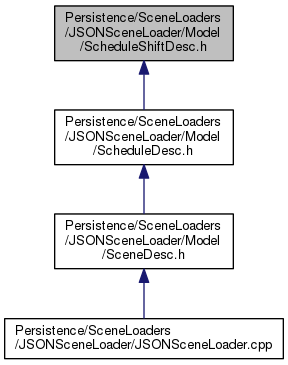 Persistence/SceneLoaders
/JSONSceneLoader/Model
/ScheduleShiftDesc.h
Persistence/SceneLoaders
/JSONSceneLoader/Model
/ScheduleDesc.h
Persistence/SceneLoaders
/JSONSceneLoader/Model
/SceneDesc.h
Persistence/SceneLoaders
/JSONSceneLoader/JSONSceneLoader.cpp